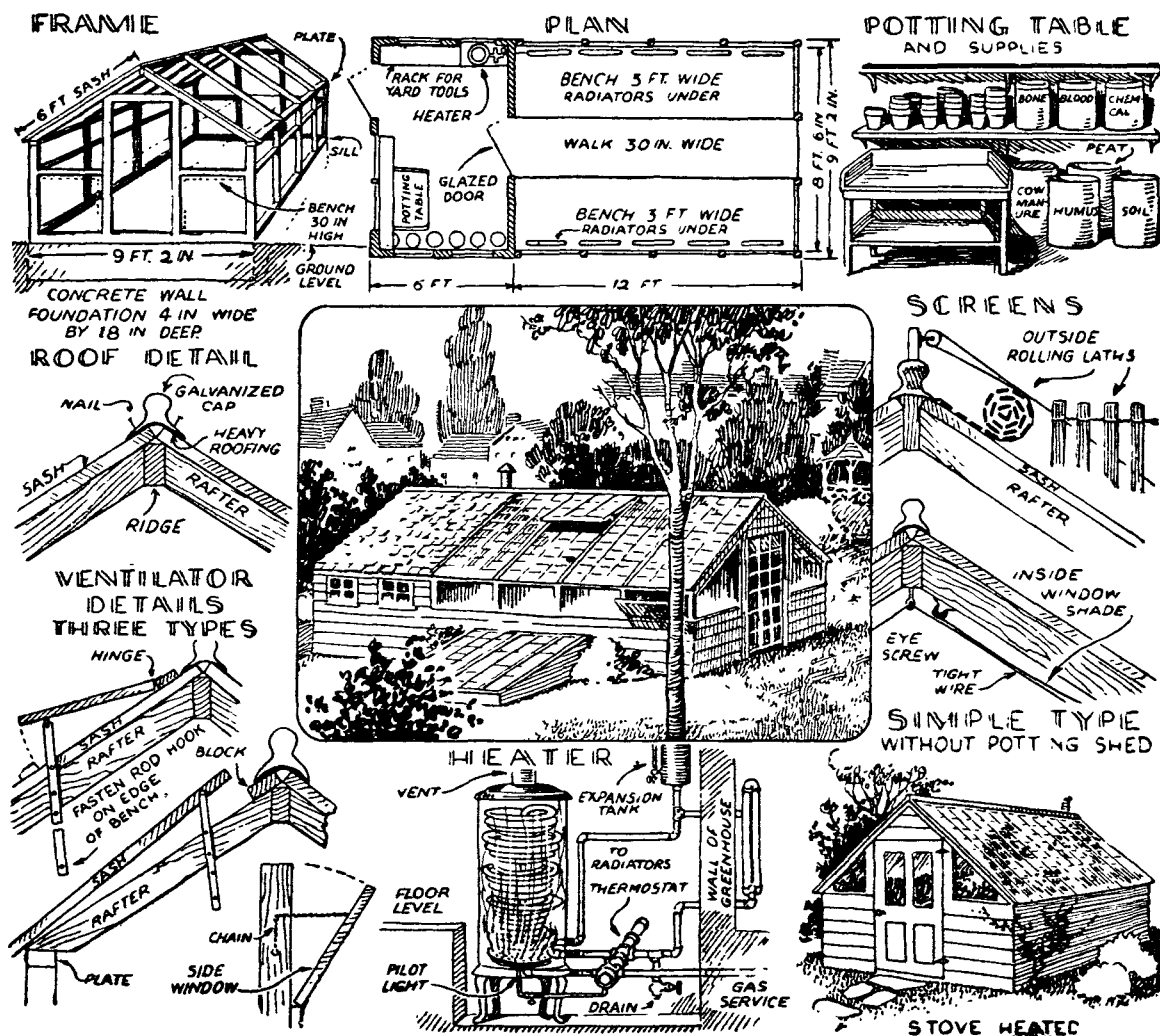 FRAME
6 FT SASH
PLATE
SILL
BENCH
30 IN
HIGH
9 FT. 2 IN.
GROUND
LEVEL
CONCRETE WALL
FOUNDATION 4 IN WIDE
BY 18 IN DEEP.
PLAN
RACK FOR
YARD TOOLS
HEATER
BENCH 3 FT. WIDE
RADIATORS UNDER
WALK 30 IN. WIDE
GLAZED
DOOR
POTTING
TABLE
BENCH 3 FT WIDE
RADIATORS UNDER
8 FT. 6 IN
9 FT 2 IN.
6 FT
12 FT
POTTING TABLE
AND SUPPLIES
BONE
BLOOD
CHEM-
CAL
PEAT
COW
MAN-
URE
HUMUS
SOIL
ROOF DETAIL
GALVANIZED
CAP
NAIL
HEAVY
ROOFING
SASH
RAFTER
RIDGE
SCREENS
OUTSIDE
ROLLING LATHS
SASH
RAFTER
INSIDE
WINDOW
SHADE
EYE
SCREW
TIGHT
WIRE
VENTILATOR
DETAILS
THREE TYPES
HINGE
SASH
RAFTER
FASTEN ROD HOOK
ON EDGE
OF BENCH.
BLOCK
SASH
RAFTER
PLATE
CHAIN
SIDE
WINDOW
HEATER
VENT
EXPANSION
TANK
TO
RADIATORS
THERMOSTAT
WALL OF
GREENHOUSE
FLOOR
LEVEL
PILOT
LIGHT
DRAIN
GAS
SERVICE
SIMPLE TYPE
WITHOUT POTTING SHED
STOVE HEATED